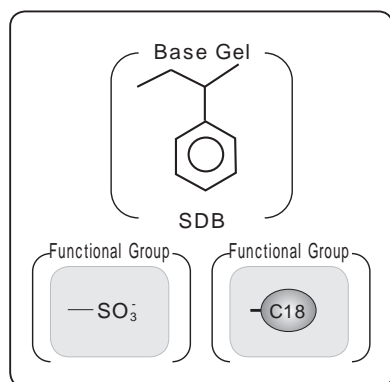 Base Gel
SDB
Functional Group
—SO₃⁻
Functional Group
C18